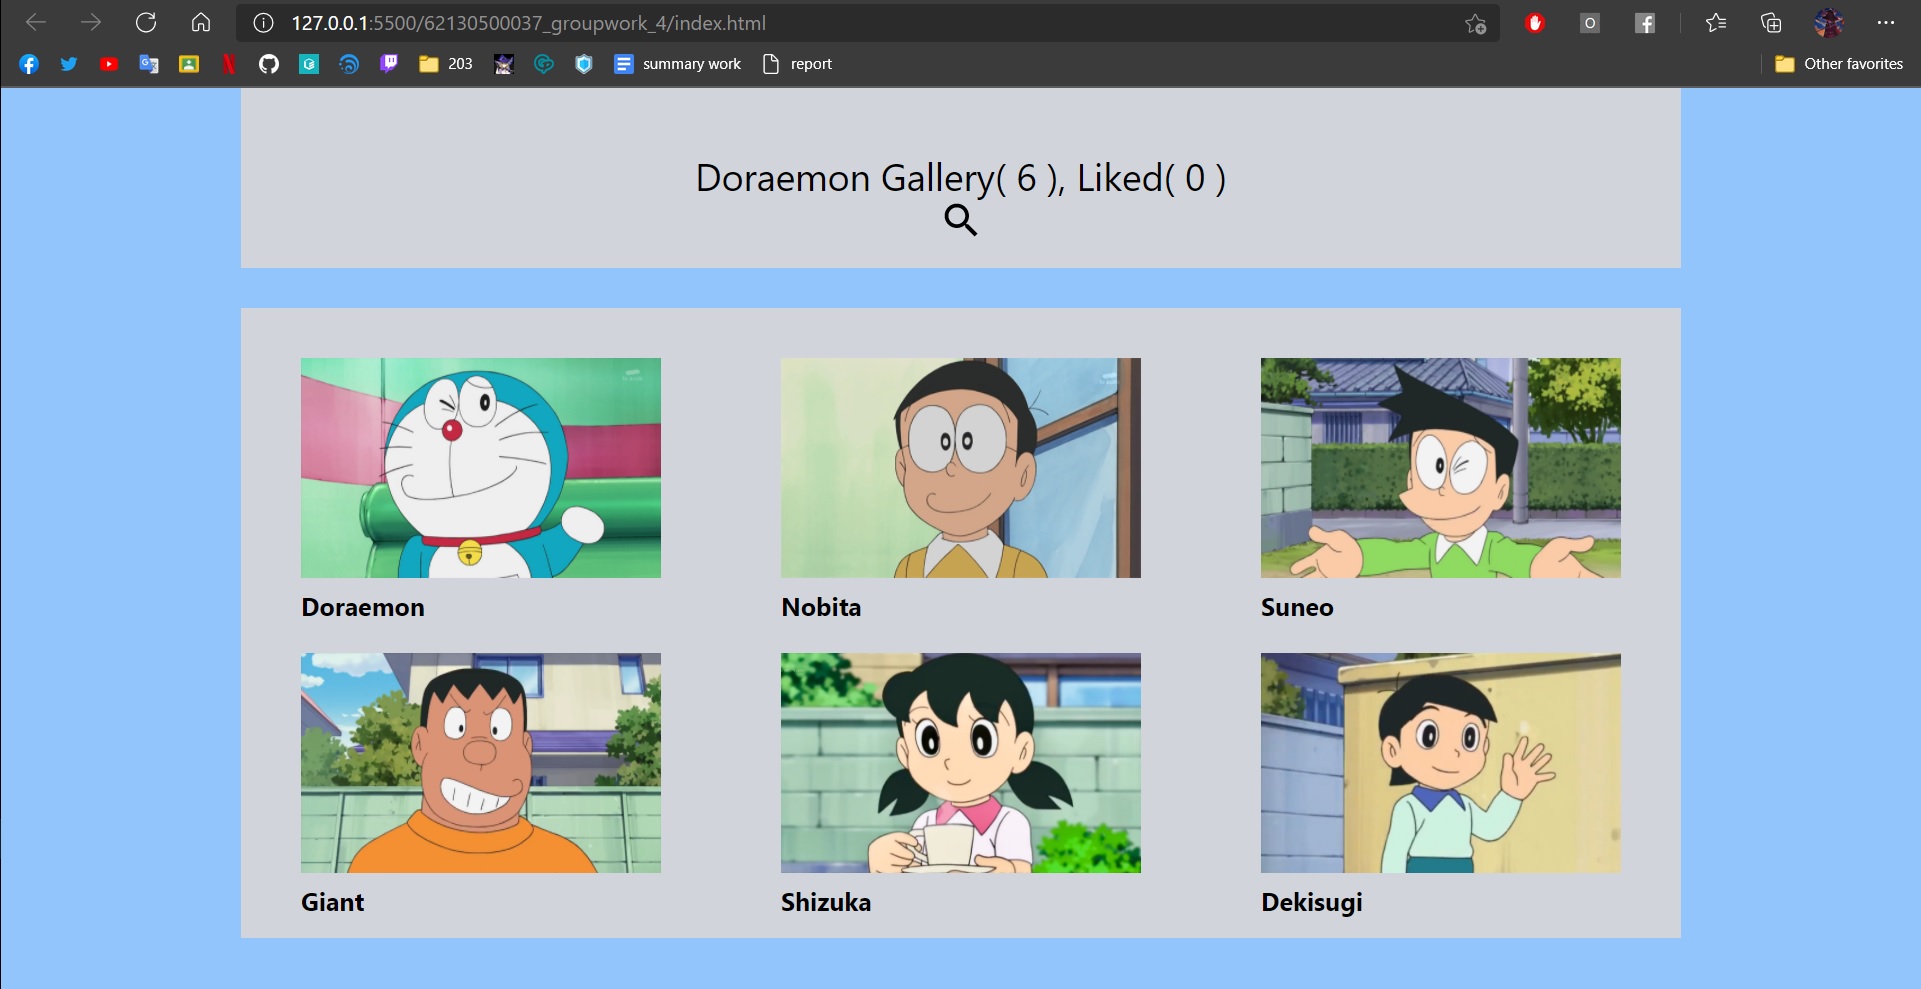 127.0.0.1:5500/62130500037_groupwork_4/index.html
203 summary work report Other favorites
Doraemon Gallery( 6 ), Liked( 0 )
Doraemon Nobita Suneo
Giant Shizuka Dekisugi